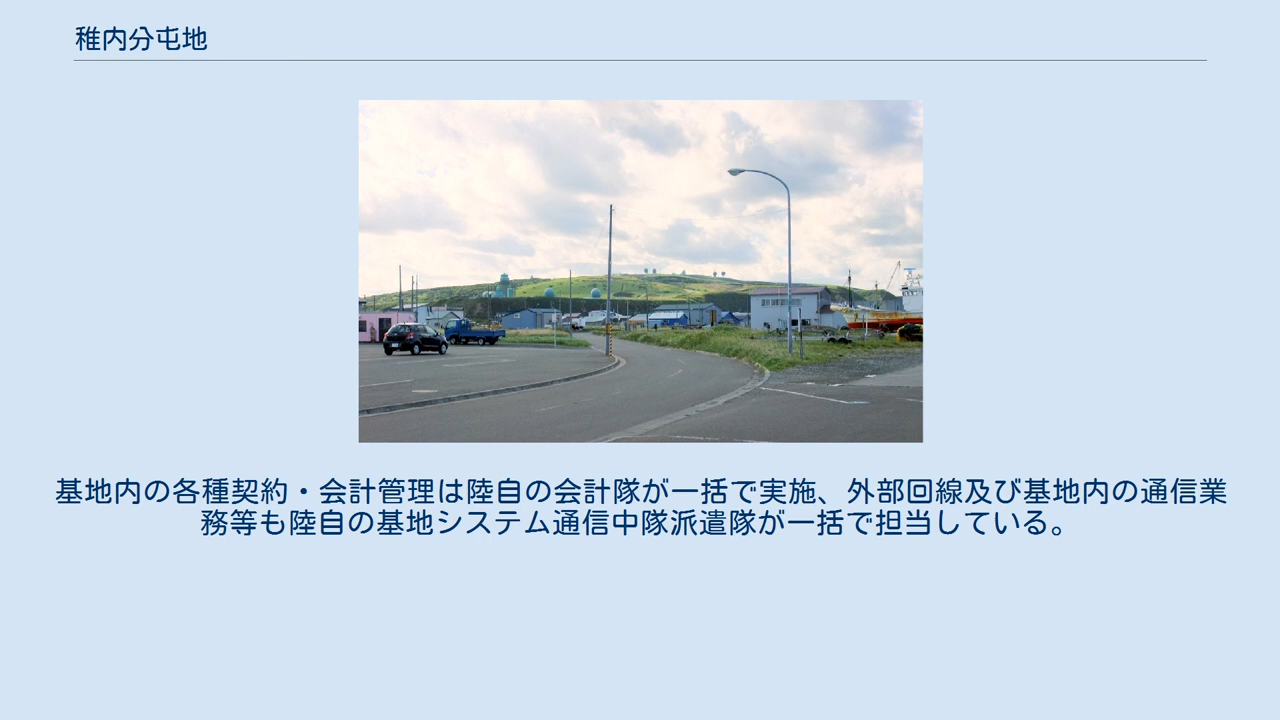 稚内分屯地
基地内の各種契約・会計管理は陸自の会計隊が一括で実施、外部回線及び基地内の通信業
務等も陸自の基地システム通信中隊派遣隊が一括で担当している。